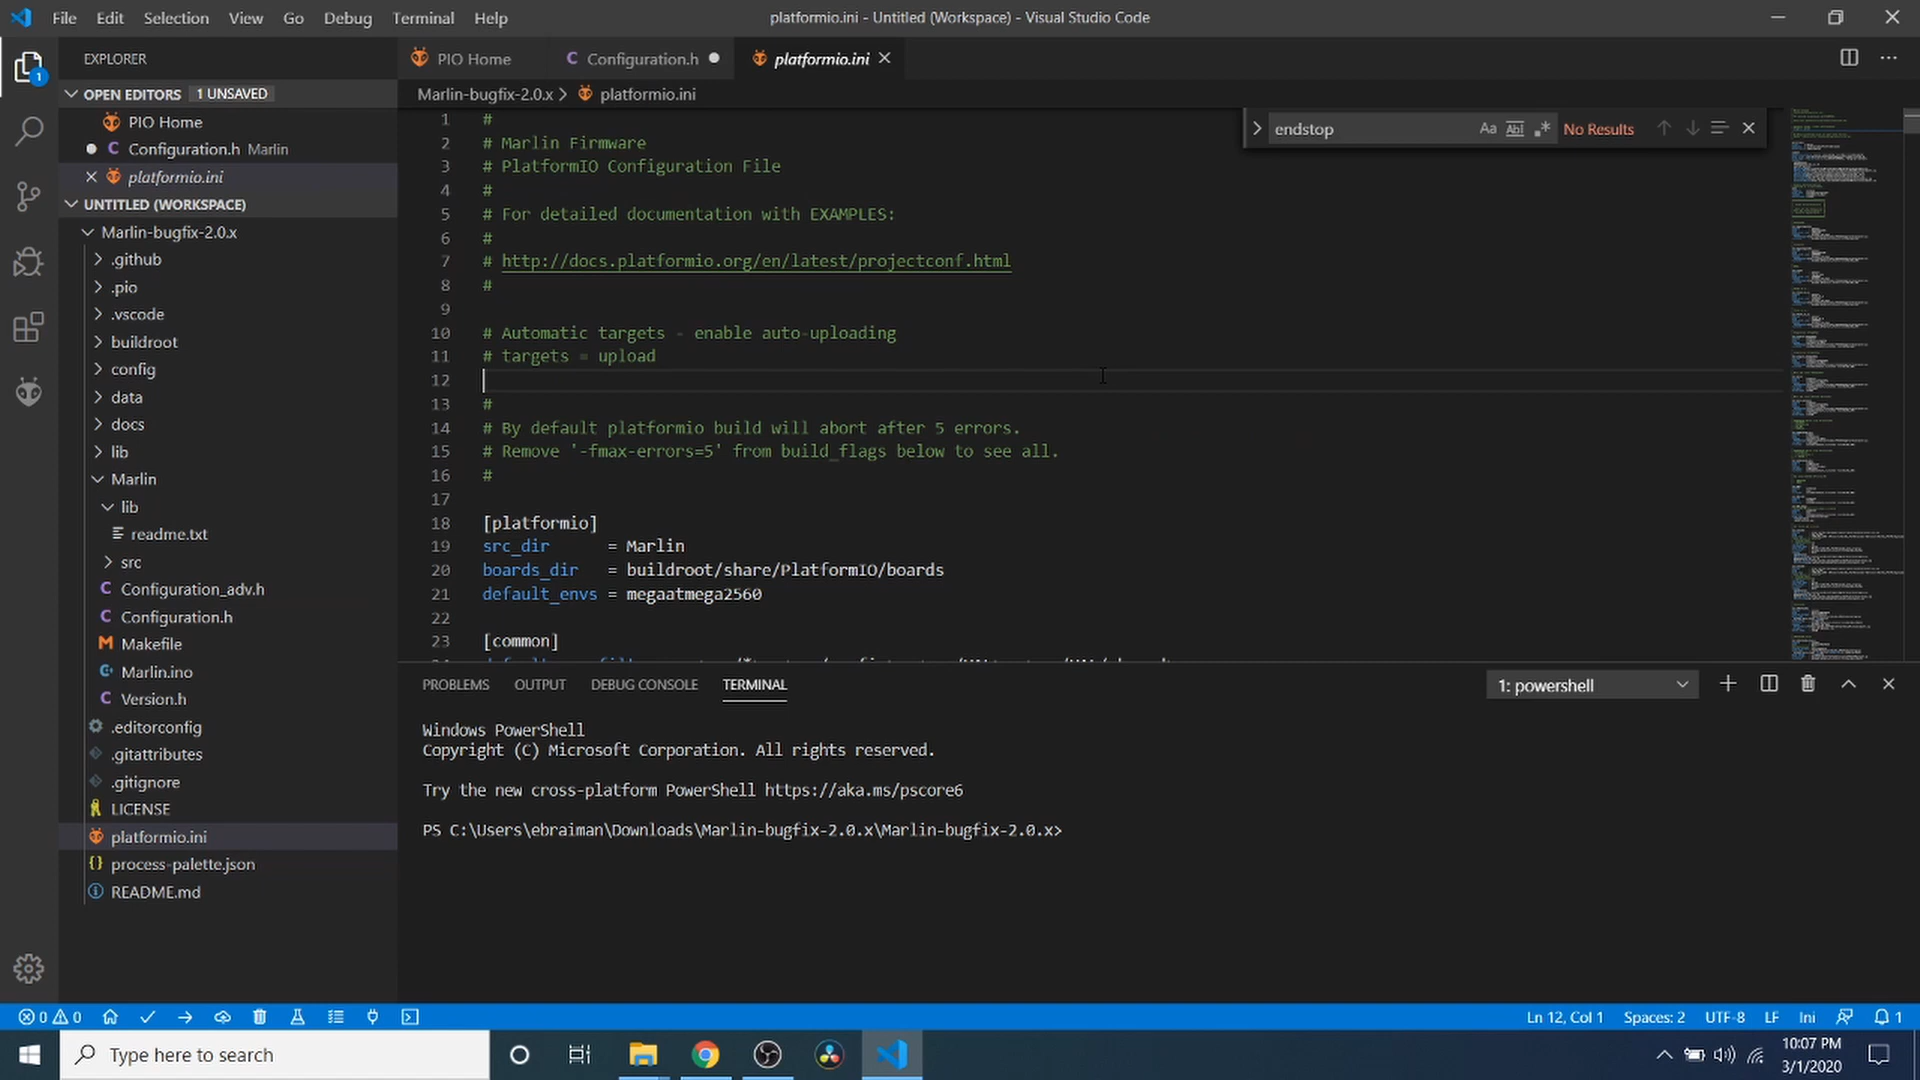 File Edit Selection View Go Debug Terminal Help
platformio.ini - Untitled (Workspace) - Visual Studio Code
EXPLORER
OPEN EDITORS 1 UNSAVED
PIO Home
Configuration.h Marlin
platformio.ini
UNTITLED (WORKSPACE)
Marlin-bugfix-2.0.x
.github
.pio
.vscode
buildroot
config
data
docs
lib
Marlin
lib
readme.txt
src
Configuration_adv.h
Configuration.h
Makefile
Marlin.ino
Version.h
.editorconfig
.gitattributes
.gitignore
LICENSE
platformio.ini
process-palette.json
README.md
1
PIO Home
Configuration.h
platformio.ini
Marlin-bugfix-2.0.x > platformio.ini
endstop
Aa Abl .* No Results
1 #
2 # Marlin Firmware
3 # PlatformIO Configuration File
4 #
5 # For detailed documentation with EXAMPLES:
6 #
7 # http://docs.platformio.org/en/latest/projectconf.html
8 #
9
10 # Automatic targets - enable auto-uploading
11 # targets = upload
12
13 #
14 # By default platformio build will abort after 5 errors.
15 # Remove '-fmax-errors=5' from build_flags below to see all.
16 #
17
18 [platformio]
19 src_dir = Marlin
20 boards_dir = buildroot/share/PlatformIO/boards
21 default_envs = megaatmega2560
22
23 [common]
PROBLEMS OUTPUT DEBUG CONSOLE TERMINAL
1: powershell
Windows PowerShell
Copyright (C) Microsoft Corporation. All rights reserved.
Try the new cross-platform PowerShell https://aka.ms/pscore6
PS C:\Users\ebraiman\Downloads\Marlin-bugfix-2.0.x\Marlin-bugfix-2.0.x>
0 0
Ln 12, Col 1 Spaces: 2 UTF-8 LF Ini 1
Type here to search
10:07 PM
3/1/2020